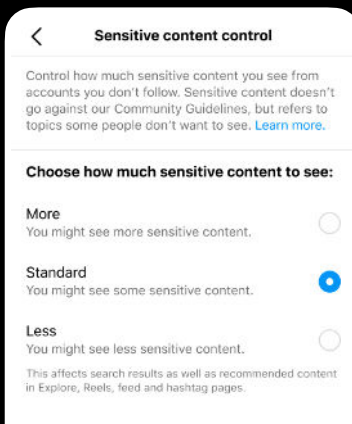 Sensitive content control
Control how much sensitive content you see from
accounts you don't follow. Sensitive content doesn't
go against our Community Guidelines, but refers to
topics some people don't want to see. Learn more.
Choose how much sensitive content to see:
More
You might see more sensitive content.
Standard
You might see some sensitive content.
Less
You might see less sensitive content.
This affects search results as well as recommended content
in Explore, Reels, feed and hashtag pages.